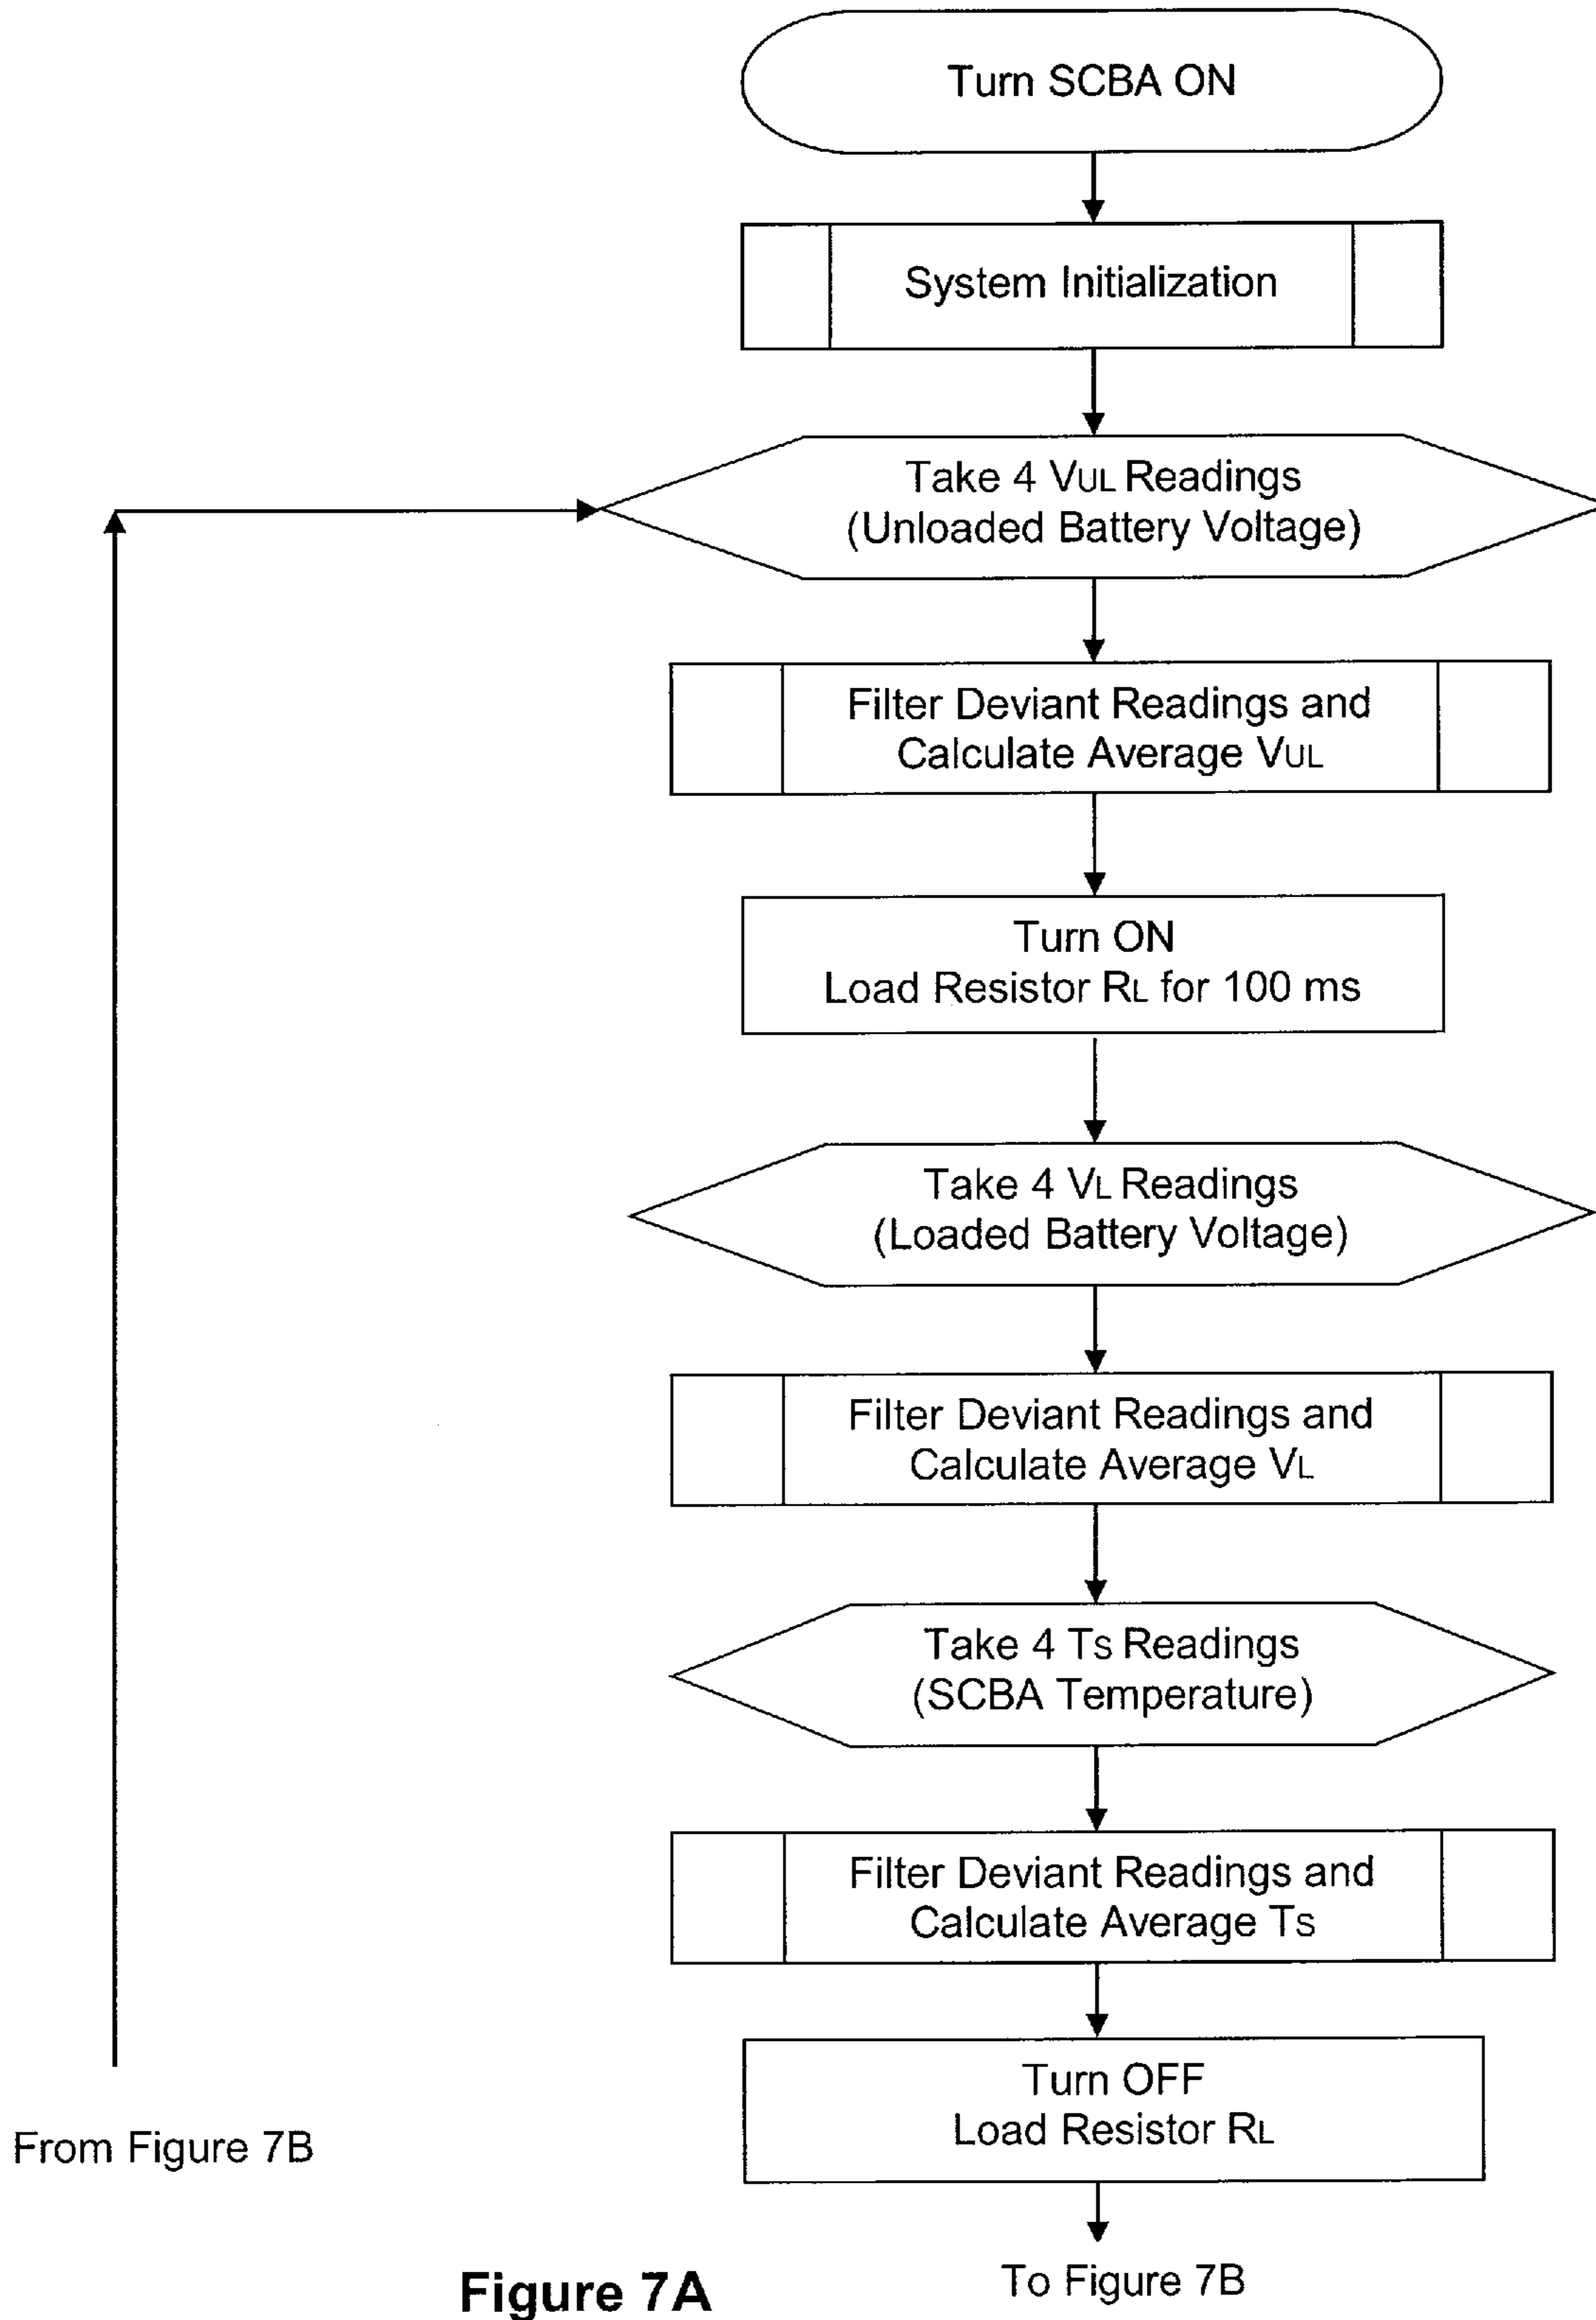 Turn SCBA ON
System Initialization
Take 4 VUL Readings
(Unloaded Battery Voltage)
Filter Deviant Readings and
Calculate Average VUL
Turn ON
Load Resistor RL for 100 ms
Take 4 VL Readings
(Loaded Battery Voltage)
Filter Deviant Readings and
Calculate Average VL
Take 4 TS Readings
(SCBA Temperature)
Filter Deviant Readings and
Calculate Average TS
Turn OFF
Load Resistor RL
From Figure 7B
To Figure 7B
Figure 7A